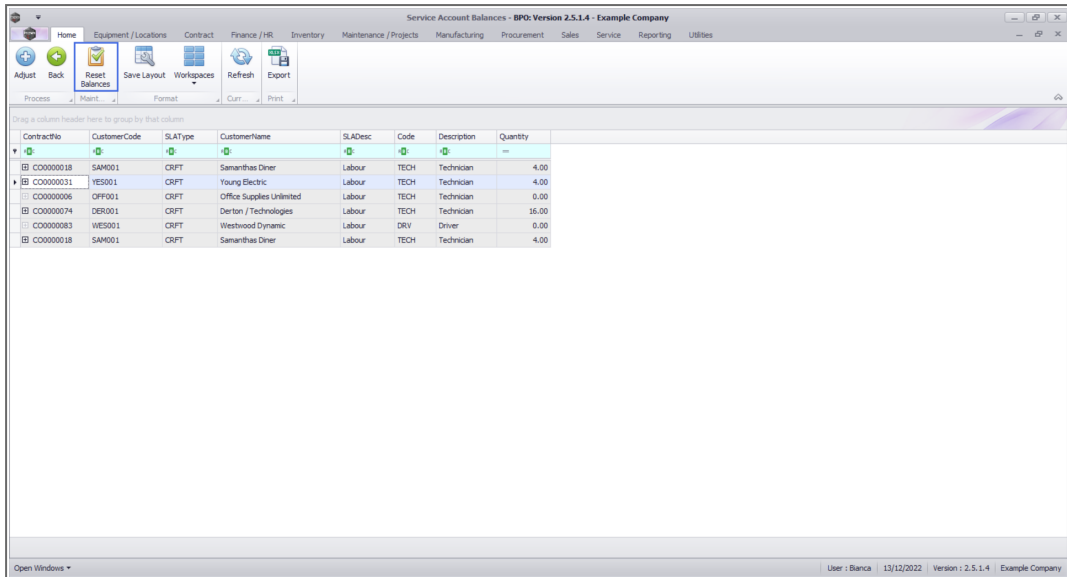 Service Account Balances - BPO: Version 2.5.1.4 - Example Company
Home Equipment / Locations Contract Finance / HR Inventory Maintenance / Projects Manufacturing Procurement Sales Service Reporting Utilities
Adjust Back Reset Balances Save Layout Workspaces Refresh Export
Process Maint... Format Curr... Print
Drag a column header here to group by that column
ContractNo CustomerCode SLAType CustomerName SLADesc Code Description Quantity
=
CO0000018 SAM001 CRFT Samanthas Diner Labour TECH Technician 4.00
CO0000031 YES001 CRFT Young Electric Labour TECH Technician 4.00
CO0000006 OFF001 CRFT Office Supplies Unlimited Labour TECH Technician 0.00
CO0000074 DER001 CRFT Derton / Technologies Labour TECH Technician 16.00
CO0000083 WES001 CRFT Westwood Dynamic Labour DRV Driver 0.00
CO0000018 SAM001 CRFT Samanthas Diner Labour TECH Technician 4.00
Open Windows User : Bianca 13/12/2022 Version : 2.5.1.4 Example Company